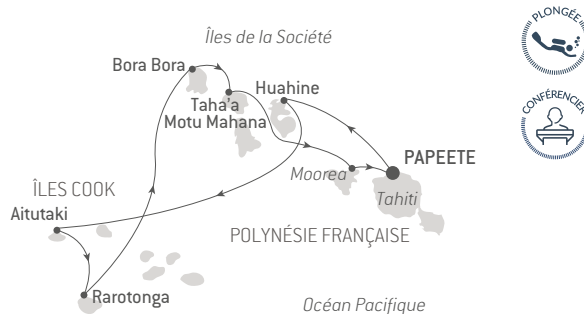 Îles de la Société
Bora Bora
Taha'a
Motu Mahana
Huahine
PAPEETE
Moorea
Tahiti
ÎLES COOK
Aitutaki
POLYNÉSIE FRANÇAISE
Rarotonga
Océan Pacifique
PLONGÉE
CONFÉRENCIER